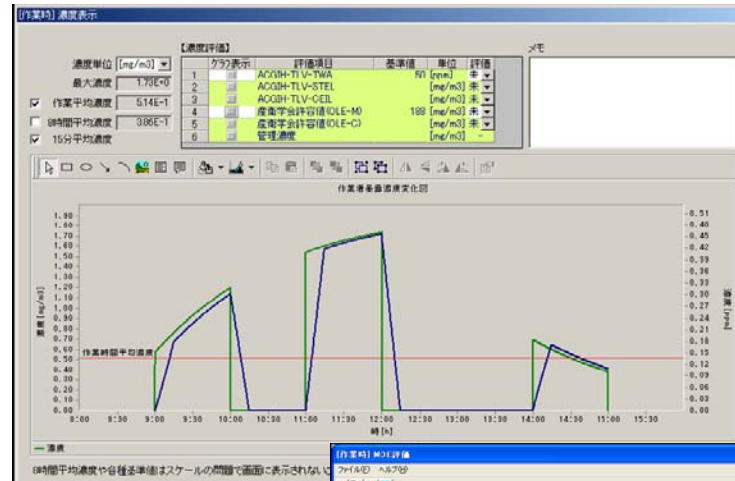 [作業時] 濃度表示
【濃度評価】
メモ
濃度単位 [mg/m3]
最大濃度 1.73E+0
作業平均濃度 5.14E-1
8時間平均濃度 3.86E-1
15分平均濃度
グラフ表示 評価項目 基準値 単位 評価
1 ACGIH-TLV-TWA 50 [ppm] 未
2 ACGIH-TLV-STEL [mg/m3] 未
3 ACGIH-TLV-CEIL [mg/m3] 未
4 産衛学会許容値(OLE-M) 188 [mg/m3] 未
5 産衛学会許容値(OLE-C) [mg/m3] 未
6 管理濃度 [mg/m3] -
作業者暴露濃度変化図
濃度 [mg/m3]
1.90
1.80
1.70
1.60
1.50
1.40
1.30
1.20
1.10
1.00
0.90
0.80
0.70
0.60
0.50
0.40
0.30
0.20
0.10
0.00
作業時間平均濃度
0.51
0.48
0.45
0.42
0.39
0.36
0.33
0.30
0.27
0.24
0.21
0.18
0.15
0.12
0.09
0.06
0.03
0.00
濃度 [ppm]
8:00 8:30 9:00 9:30 10:00 10:30 11:00 11:30 12:00 12:30 13:00 13:30 14:00 14:30 15:00 15:30
時 [h]
濃度
8時間平均濃度や各種基準値はスケールの問題で画面に表示されない
[作業時] MOE評価
ファイル(F) ヘルプ(H)